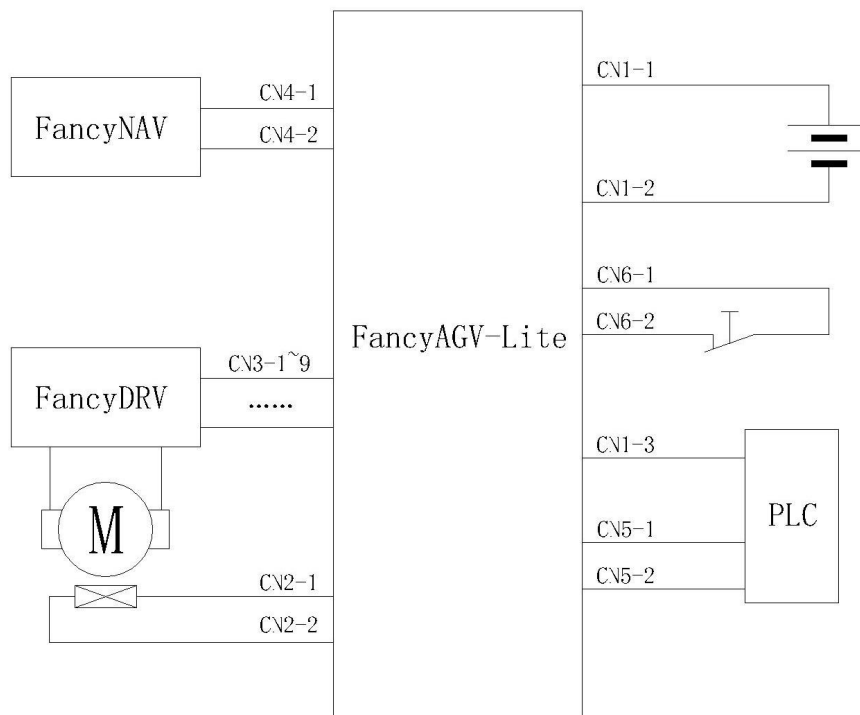 CN1-1
CN4-1
FancyNAV
CN4-2
CN1-2
CN6-1
CN6-2
FancyAGV-Lite
CN3-1~9
FancyDRV
......
CN1-3
PLC
M
CN5-1
CN5-2
CN2-1
CN2-2